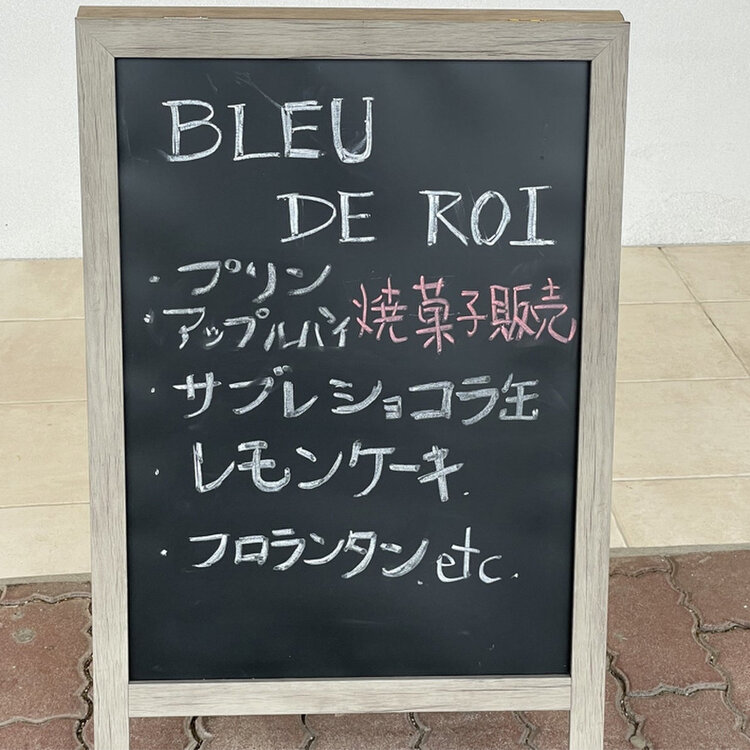 BLEU
DE ROI
・プリン
・アップルパイ
焼菓子販売
・サブレショコラ缶
・レモンケーキ.
・フロランタン.etc.